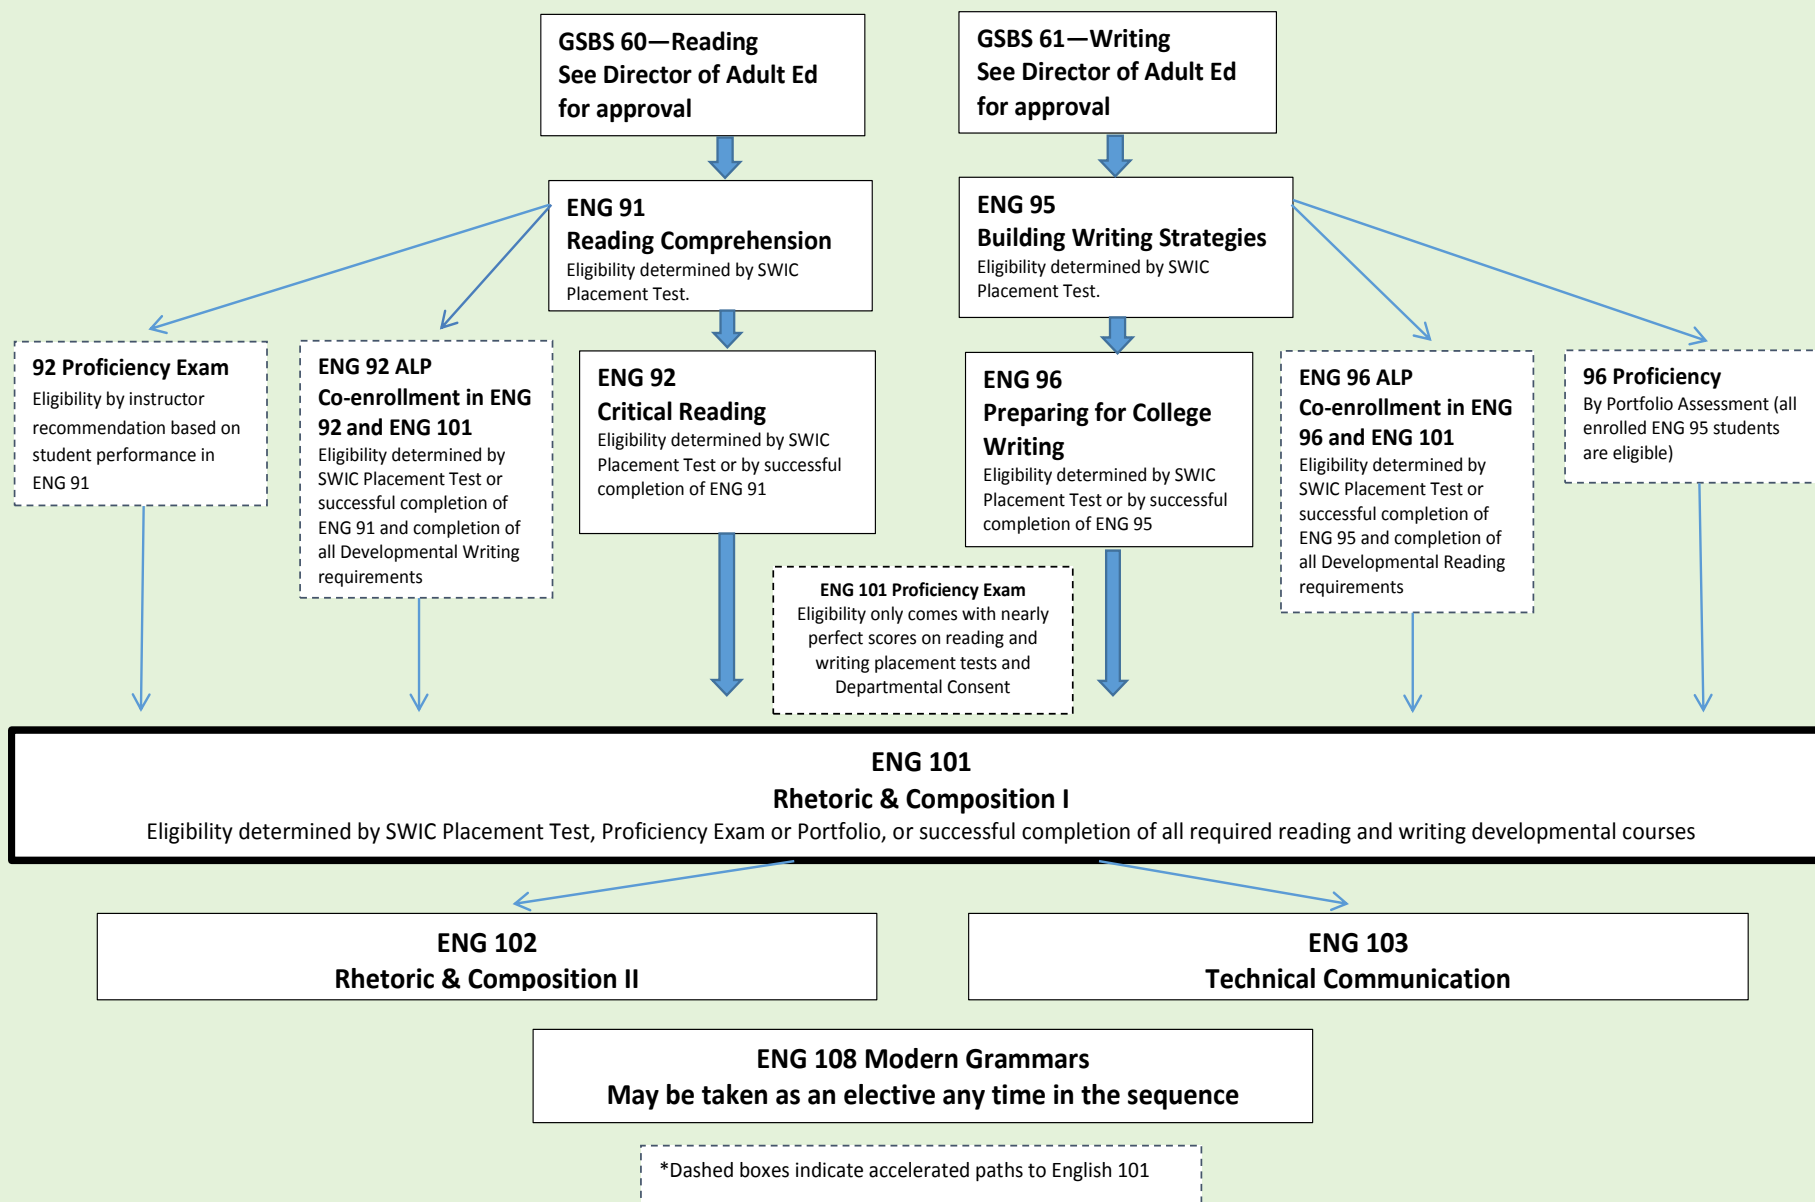 GSBS 60—Reading
See Director of Adult Ed
for approval
GSBS 61—Writing
See Director of Adult Ed
for approval
ENG 91
Reading Comprehension
Eligibility determined by SWIC
Placement Test.
ENG 95
Building Writing Strategies
Eligibility determined by SWIC
Placement Test.
92 Proficiency Exam
Eligibility by instructor
recommendation based on
student performance in
ENG 91
ENG 92 ALP
Co-enrollment in ENG
92 and ENG 101
Eligibility determined by
SWIC Placement Test or
successful completion of
ENG 91 and completion of
all Developmental Writing
requirements
ENG 92
Critical Reading
Eligibility determined by SWIC
Placement Test or by successful
completion of ENG 91
ENG 96
Preparing for College
Writing
Eligibility determined by SWIC
Placement Test or by successful
completion of ENG 95
ENG 96 ALP
Co-enrollment in ENG
96 and ENG 101
Eligibility determined by
SWIC Placement Test or
successful completion of
ENG 95 and completion of
all Developmental Reading
requirements
96 Proficiency
By Portfolio Assessment (all
enrolled ENG 95 students
are eligible)
ENG 101 Proficiency Exam
Eligibility only comes with nearly
perfect scores on reading and
writing placement tests and
Departmental Consent
ENG 101
Rhetoric & Composition I
Eligibility determined by SWIC Placement Test, Proficiency Exam or Portfolio, or successful completion of all required reading and writing developmental courses
ENG 102
Rhetoric & Composition II
ENG 103
Technical Communication
ENG 108 Modern Grammars
May be taken as an elective any time in the sequence
*Dashed boxes indicate accelerated paths to English 101